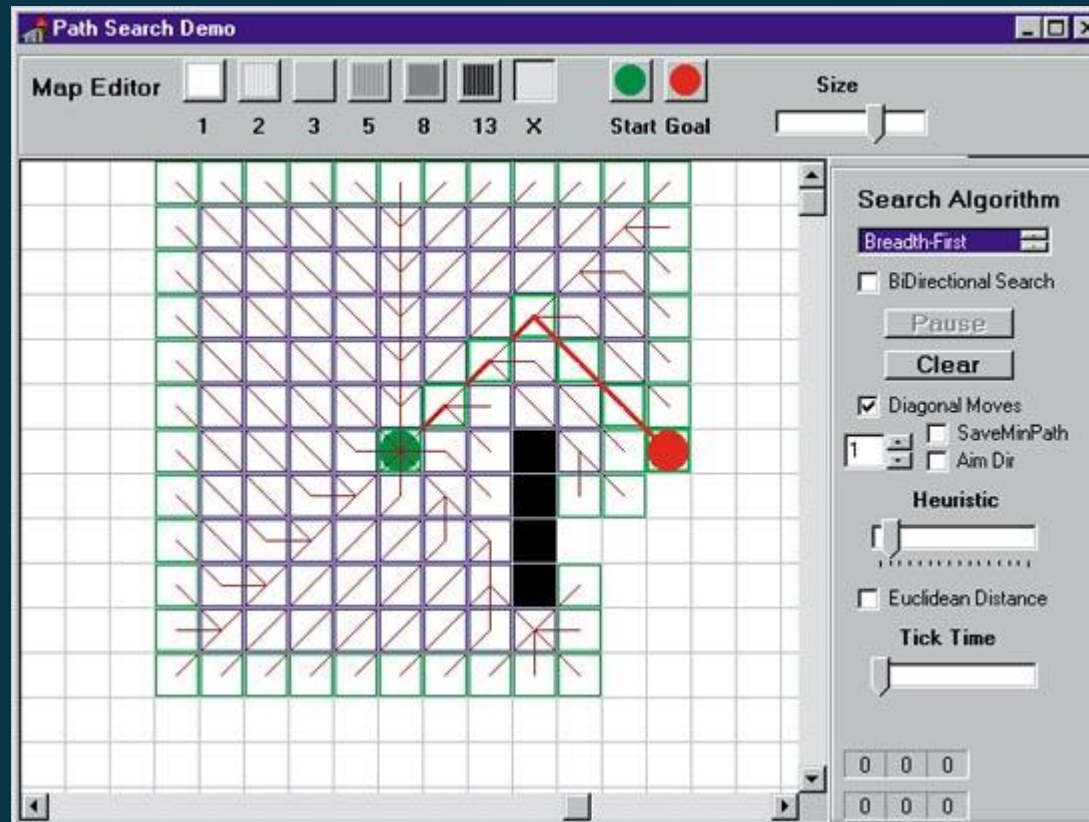 Path Search Demo
Map Editor
1 2 3 5 8 13 X
Start Goal
Size
Search Algorithm
Breadth-First
BiDirectional Search
Pause
Clear
Diagonal Moves
1
SaveMinPath
Aim Dir
Heuristic
Euclidean Distance
Tick Time
0 0 0
0 0 0